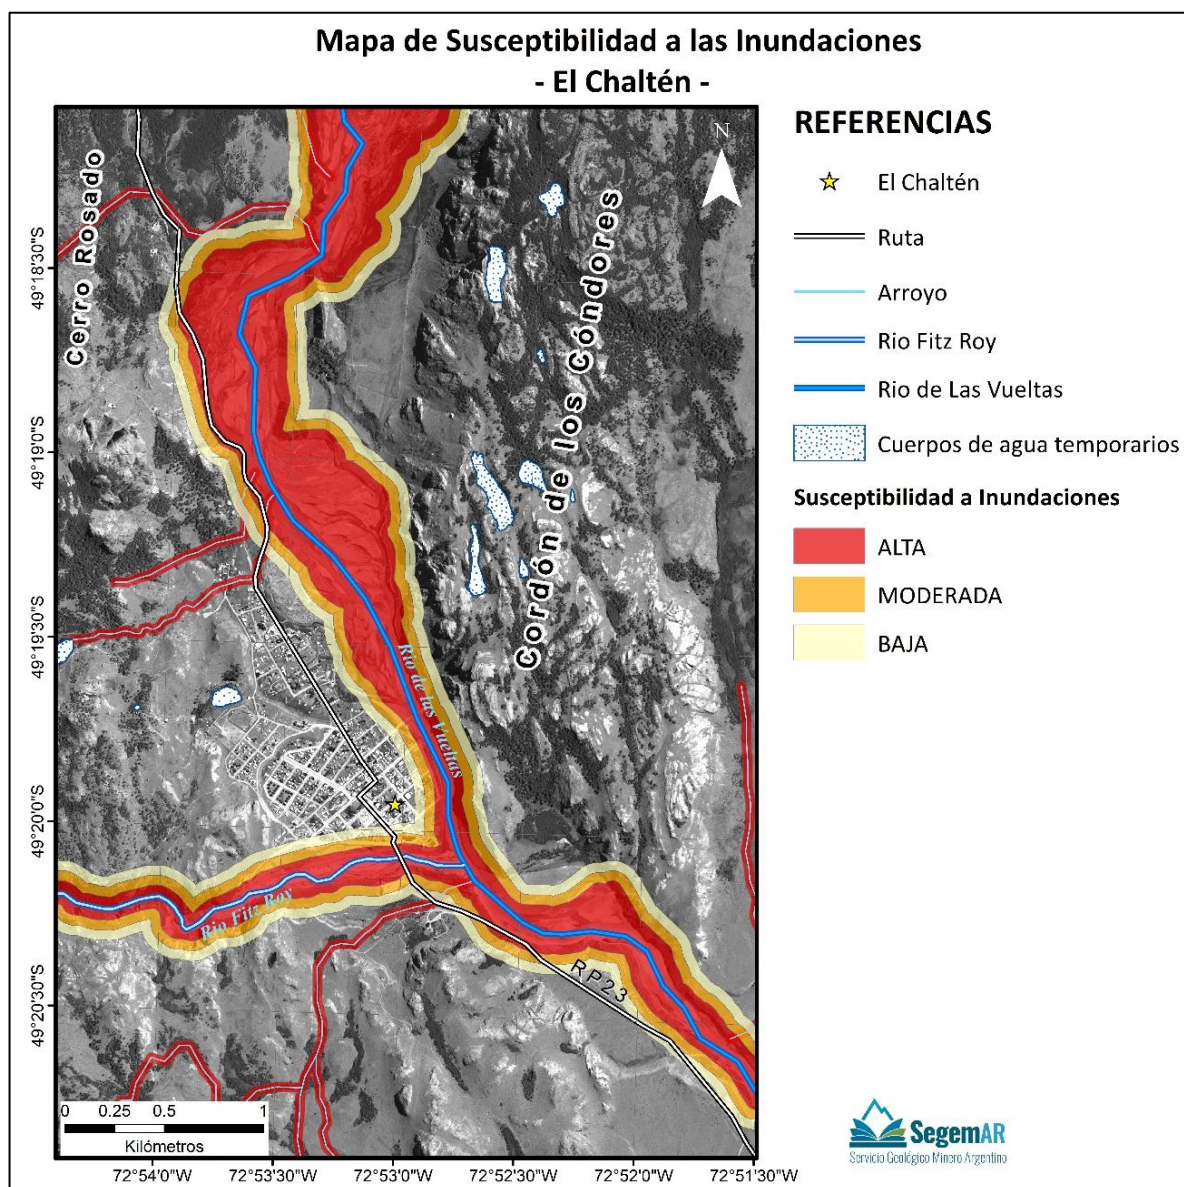 Mapa de Susceptibilidad a las Inundaciones
- El Chaltén -
N
Cerro Rosado
Cordón de los Cóndores
Río de las Vueltas
Río Fitz Roy
RP23
49°18'30"S
49°19'0"S
49°19'30"S
49°20'0"S
49°20'30"S
0 0.25 0.5 1
Kilómetros
72°54'0"W 72°53'30"W 72°53'0"W 72°52'30"W 72°52'0"W 72°51'30"W
REFERENCIAS
El Chaltén
Ruta
Arroyo
Rio Fitz Roy
Rio de Las Vueltas
Cuerpos de agua temporarios
Susceptibilidad a Inundaciones
ALTA
MODERADA
BAJA
SegemAR
Servicio Geológico Minero Argentino